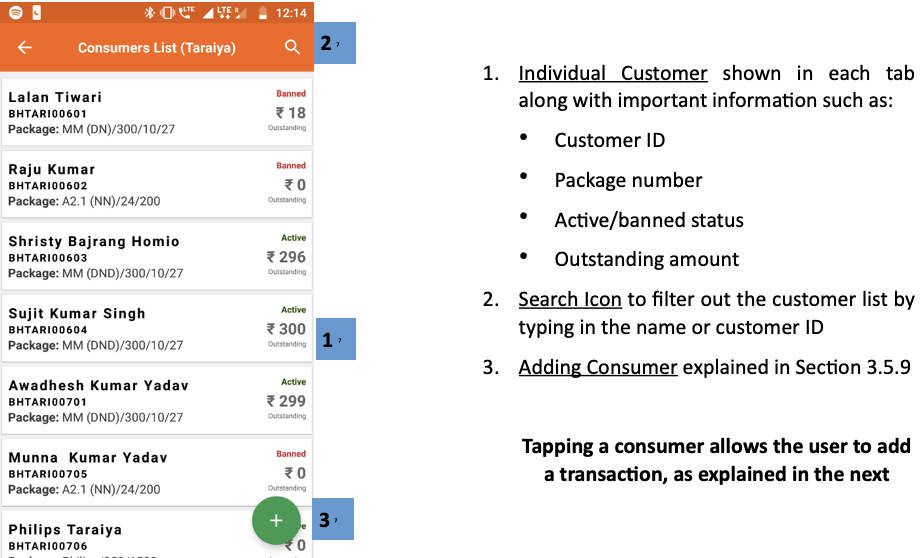 LTE LTE R 12:14
Consumers List (Taraiya)
2 ?
Lalan Tiwari
Banned
BHTARI00601
₹ 18
Package: MM (DN)/300/10/27
Outstanding
Raju Kumar
Banned
BHTARI00602
₹ 0
Package: A2.1 (NN)/24/200
Outstanding
Shristy Bajrang Homio
Active
BHTARI00603
₹ 296
Package: MM (DND)/300/10/27
Outstanding
Sujit Kumar Singh
Active
BHTARI00604
₹ 300
Package: MM (DND)/300/10/27
Outstanding
1 ?
Awadhesh Kumar Yadav
Active
BHTARI00701
₹ 299
Package: MM (DND)/300/10/27
Outstanding
Munna Kumar Yadav
Banned
BHTARI00705
₹ 0
Package: A2.1 (NN)/24/200
Outstanding
Philips Taraiya
ve
BHTARI00706
₹ 0
+
3 ?
1. Individual Customer shown in each tab
along with important information such as:
• Customer ID
• Package number
• Active/banned status
• Outstanding amount
2. Search Icon to filter out the customer list by
typing in the name or customer ID
3. Adding Consumer explained in Section 3.5.9
Tapping a consumer allows the user to add
a transaction, as explained in the next